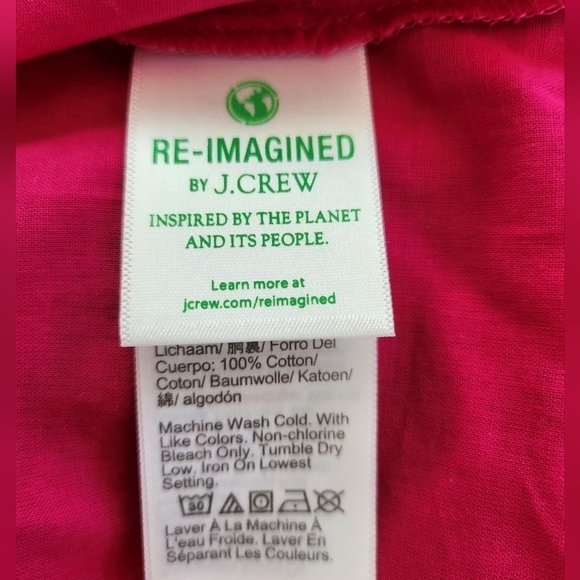 RE-IMAGINED
BY J.CREW
INSPIRED BY THE PLANET
AND ITS PEOPLE.
Learn more at
jcrew.com/reimagined
Lichaam/ 胴裏/ Forro Del
Cuerpo: 100% Cotton/
Coton/ Baumwolle/ Katoen/
綿/ algodón
Machine Wash Cold. With
Like Colors. Non-chlorine
Bleach Only. Tumble Dry
Low. Iron On Lowest
Setting.
30
Laver À La Machine À
L'eau Froide. Laver En
Séparant Les Couleurs.